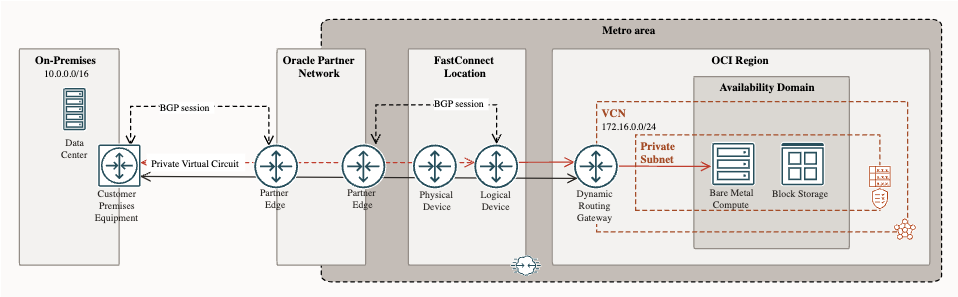 Metro area
On-Premises
10.0.0.0/16
Data
Center
Customer
Premises
Equipment
BGP session
Private Virtual Circuit
Oracle Partner
Network
Partner
Edge
Partner
Edge
FastConnect
Location
BGP session
Physical
Device
Logical
Device
OCI Region
Dynamic
Routing
Gateway
VCN
172.16.0.0/24
Private
Subnet
Availability Domain
Bare Metal
Compute
Block Storage